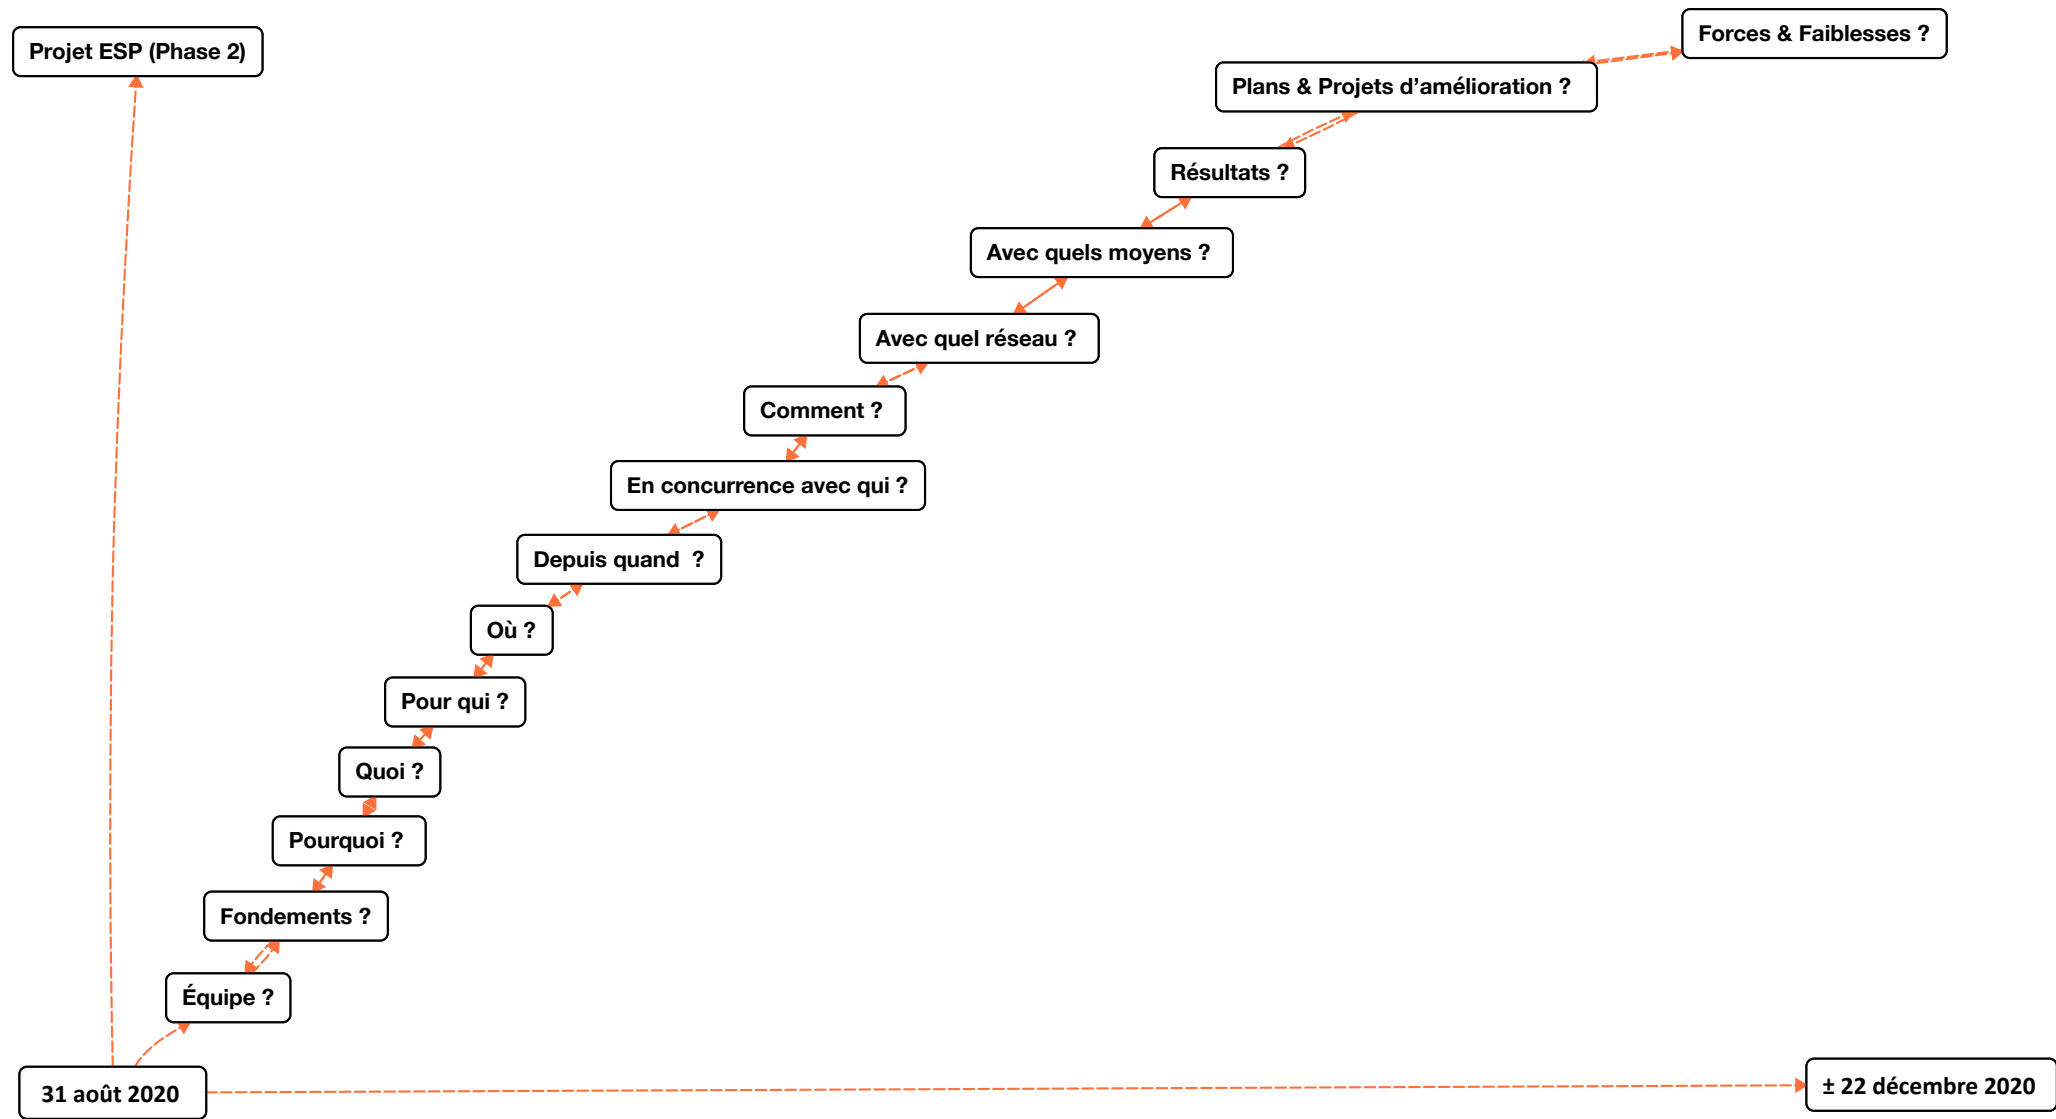 Forces & Faiblesses ?
Projet ESP (Phase 2)
Plans & Projets d’amélioration ?
Résultats ?
Avec quels moyens ?
Avec quel réseau ?
Comment ?
En concurrence avec qui ?
Depuis quand  ?
Où ?
Pour qui ?
Quoi ?
Pourquoi ?
Fondements ?
Équipe ?
31 août 2020
± 22 décembre 2020